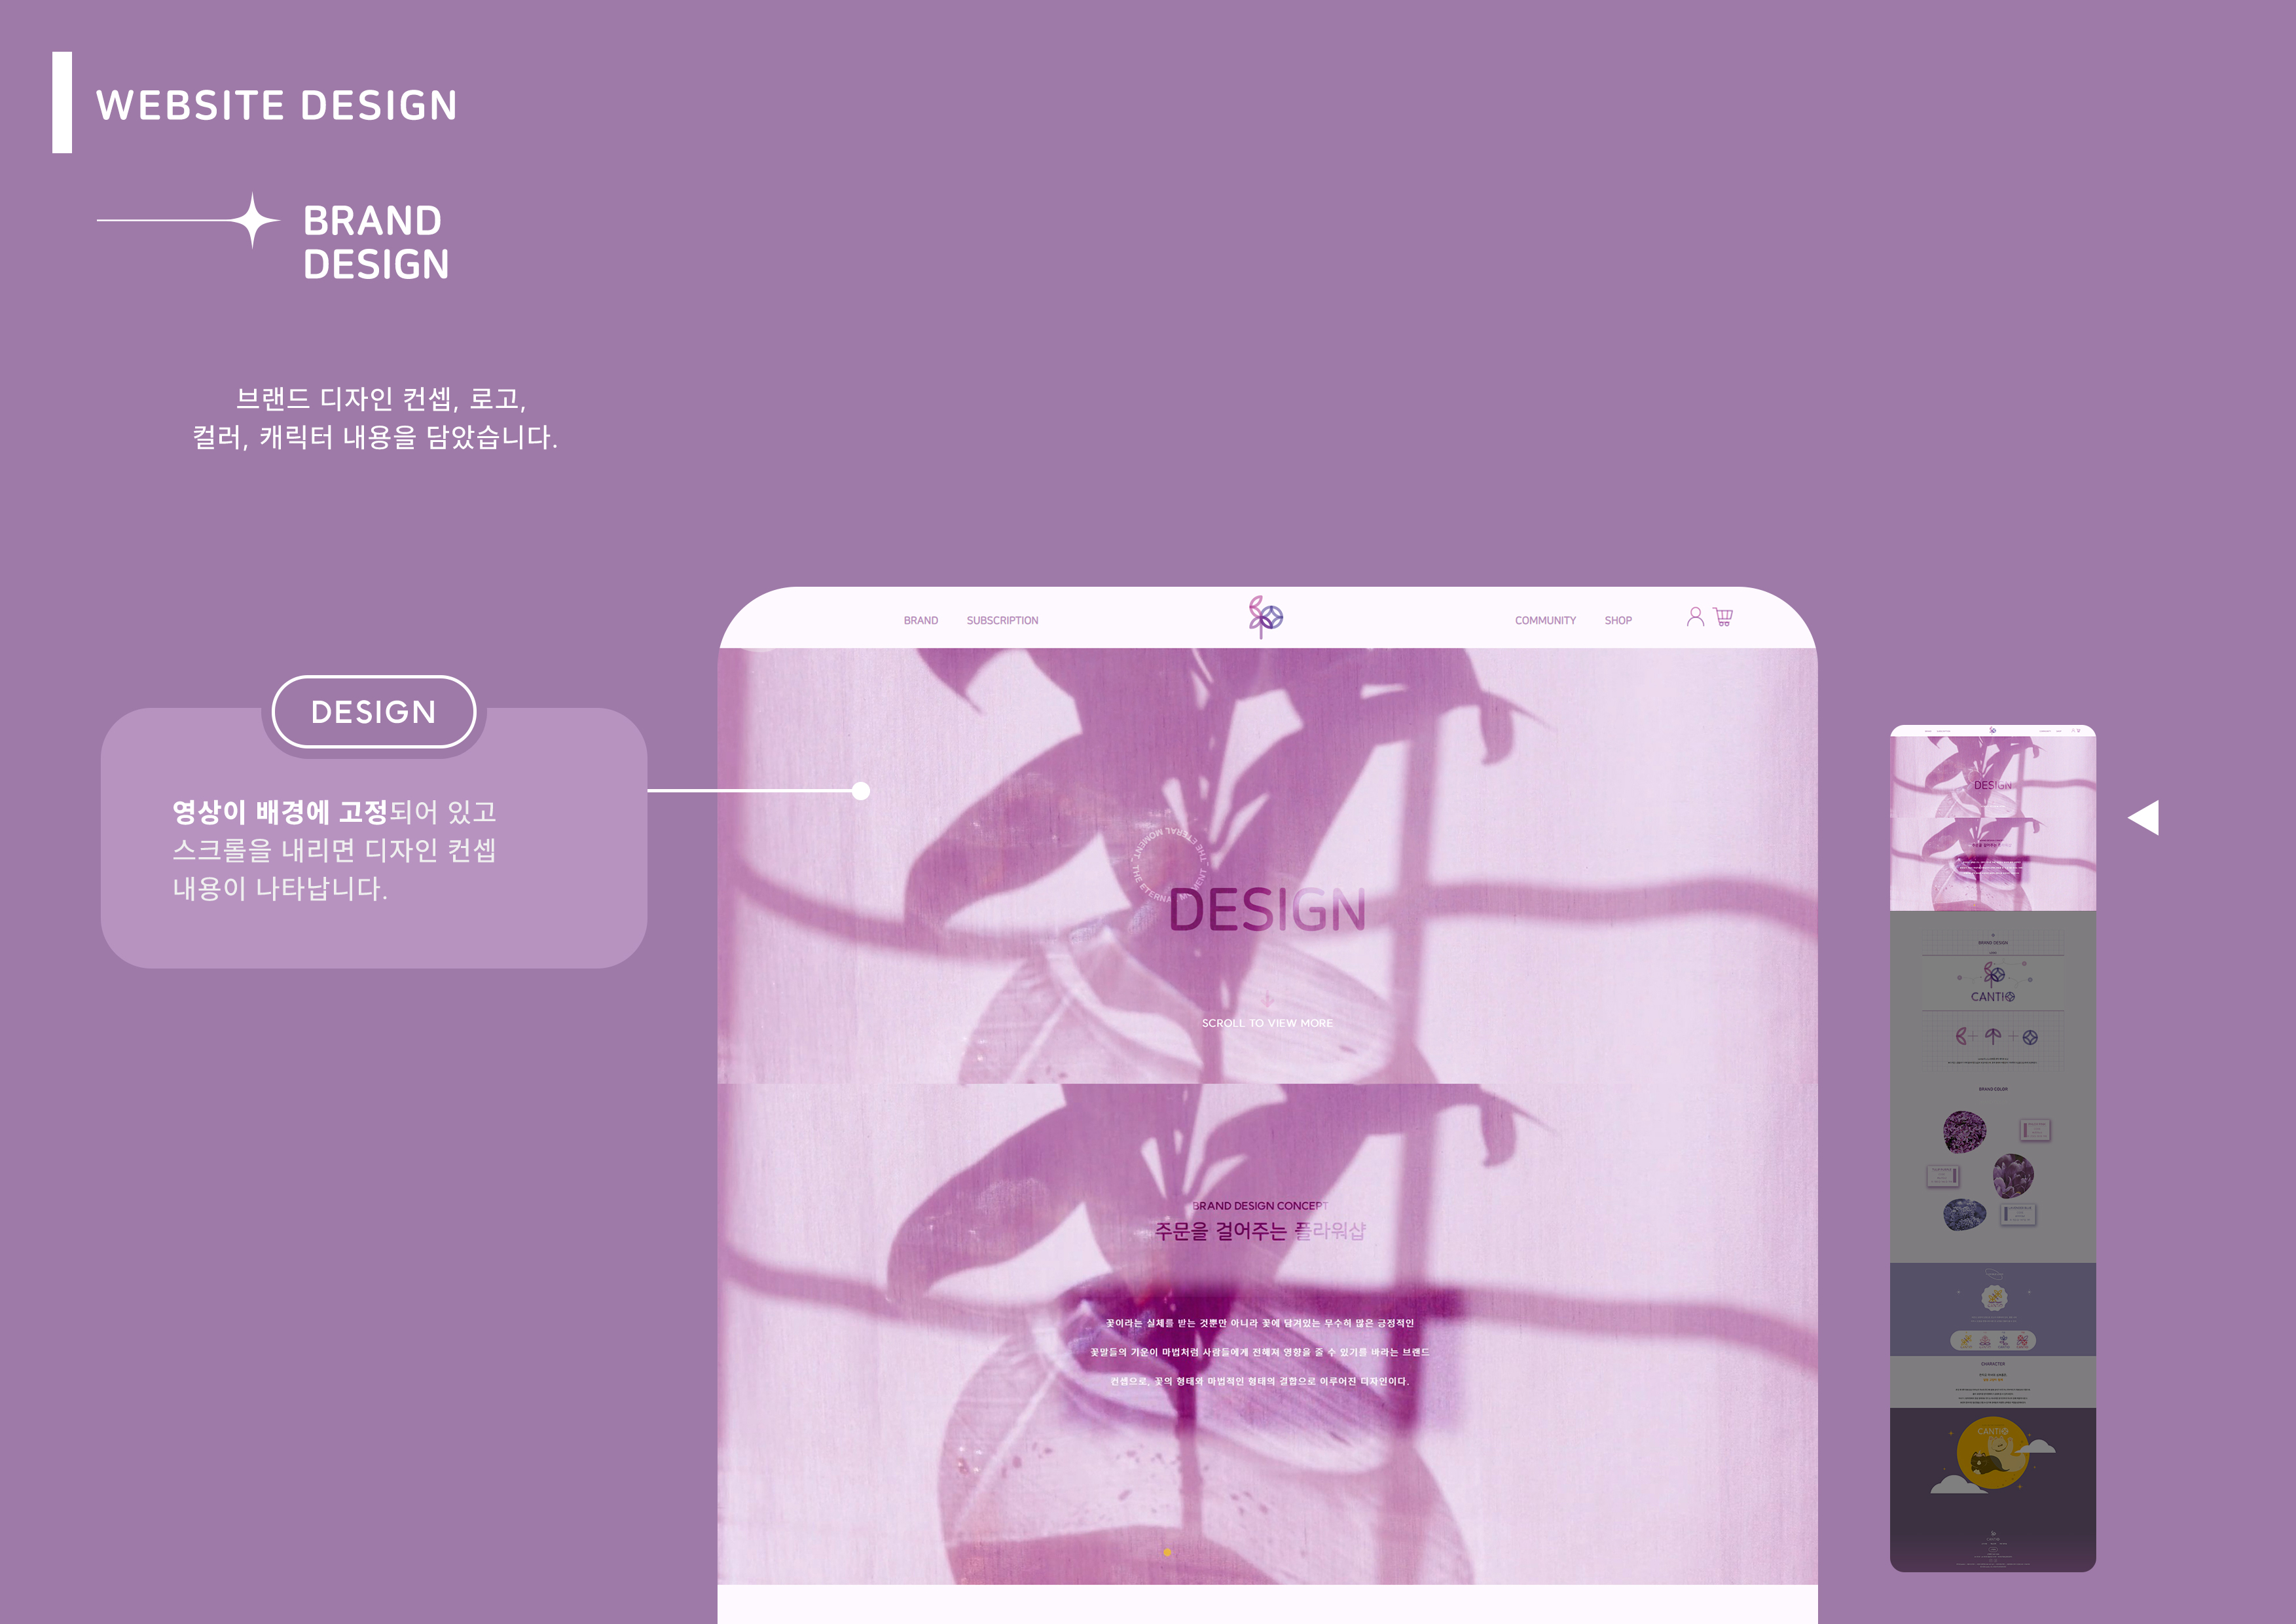 WEBSITE DESIGN
BRAND
DESIGN
브랜드 디자인 컨셉, 로고,
컬러, 캐릭터 내용을 담았습니다.
DESIGN
영상이 배경에 고정되어 있고
스크롤을 내리면 디자인 컨셉
내용이 나타납니다.
BRAND SUBSCRIPTION COMMUNITY SHOP
THE ETERAL MOMENT
THE ETERNAL MOMENT
DESIGN
SCROLL TO VIEW MORE
BRAND DESIGN CONCEPT
주문을 걸어주는 플라워샵
꽃이라는 실체를 받는 것뿐만 아니라 꽃에 담겨있는 무수히 많은 긍정적인
꽃말들의 기운이 마법처럼 사람들에게 전해져 영향을 줄 수 있기를 바라는 브랜드
컨셉으로, 꽃의 형태와 마법적인 형태의 결합으로 이루어진 디자인이다.
DESIGN
BRAND DESIGN
CANTIO
BRAND COLOR
CHARACTER
CANTIO